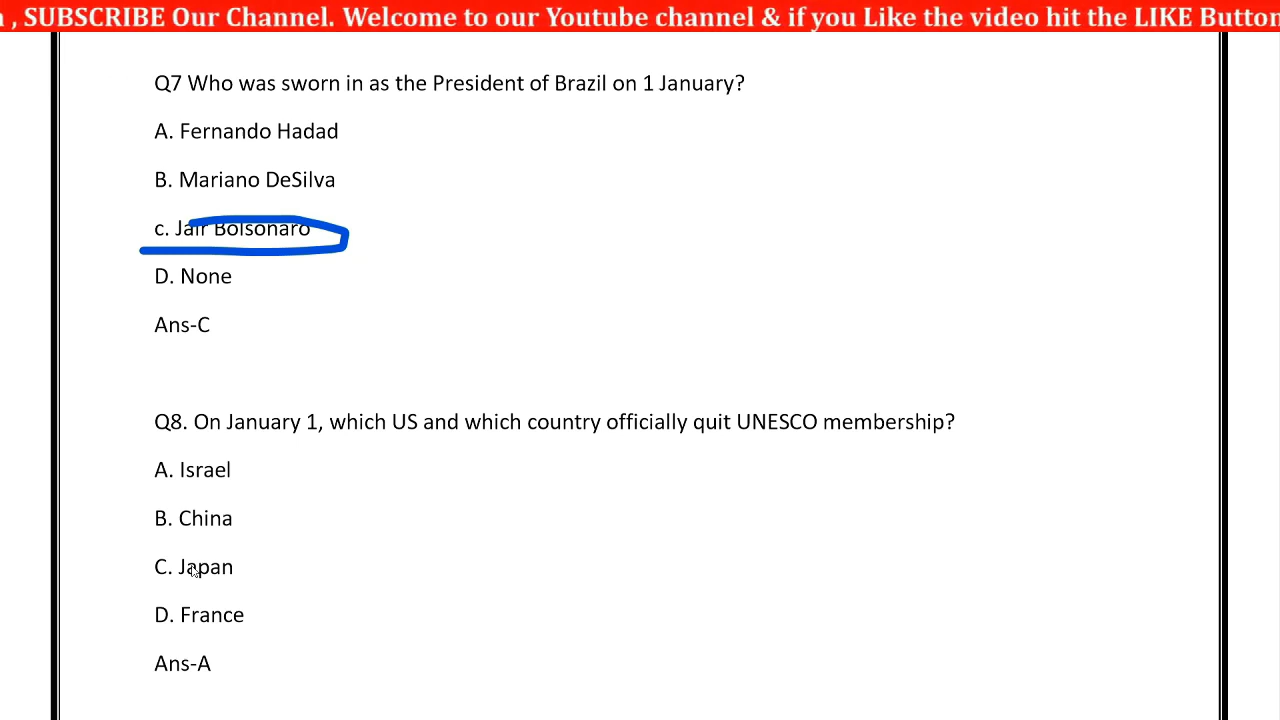 , SUBSCRIBE Our Channel. Welcome to our Youtube channel & if you Like the video hit the LIKE Button
Q7 Who was sworn in as the President of Brazil on 1 January?
A. Fernando Hadad
B. Mariano DeSilva
c. Jair Bolsonaro
D. None
Ans-C
Q8. On January 1, which US and which country officially quit UNESCO membership?
A. Israel
B. China
C. Japan
D. France
Ans-A